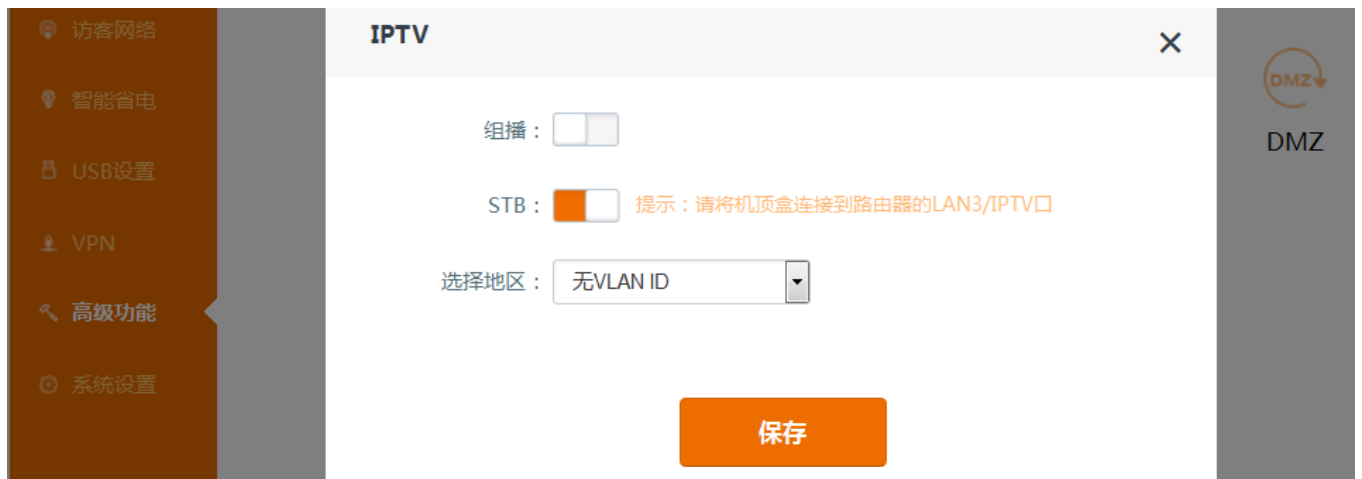 访客网络
智能省电
USB设置
VPN
高级功能
系统设置
IPTV
组播：
STB： 提示：请将机顶盒连接到路由器的LAN3/IPTV口
选择地区： 无VLAN ID
保存
DMZ
DMZ